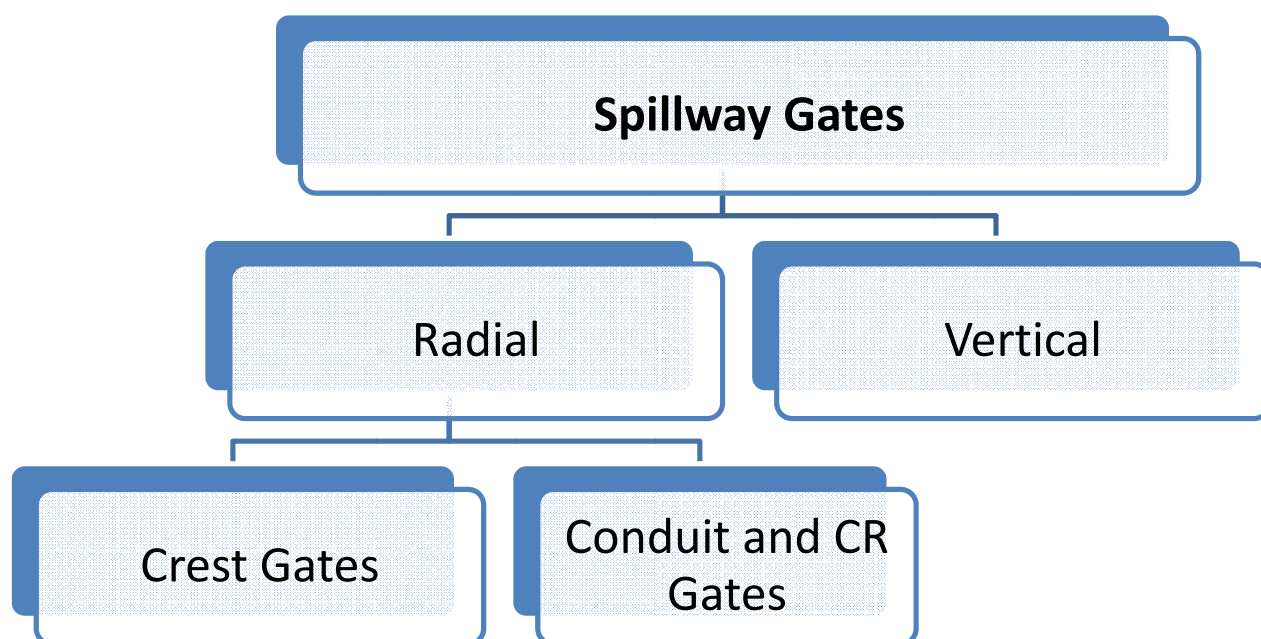 Spillway Gates
Radial
Vertical
Crest Gates
Conduit and CR
Gates